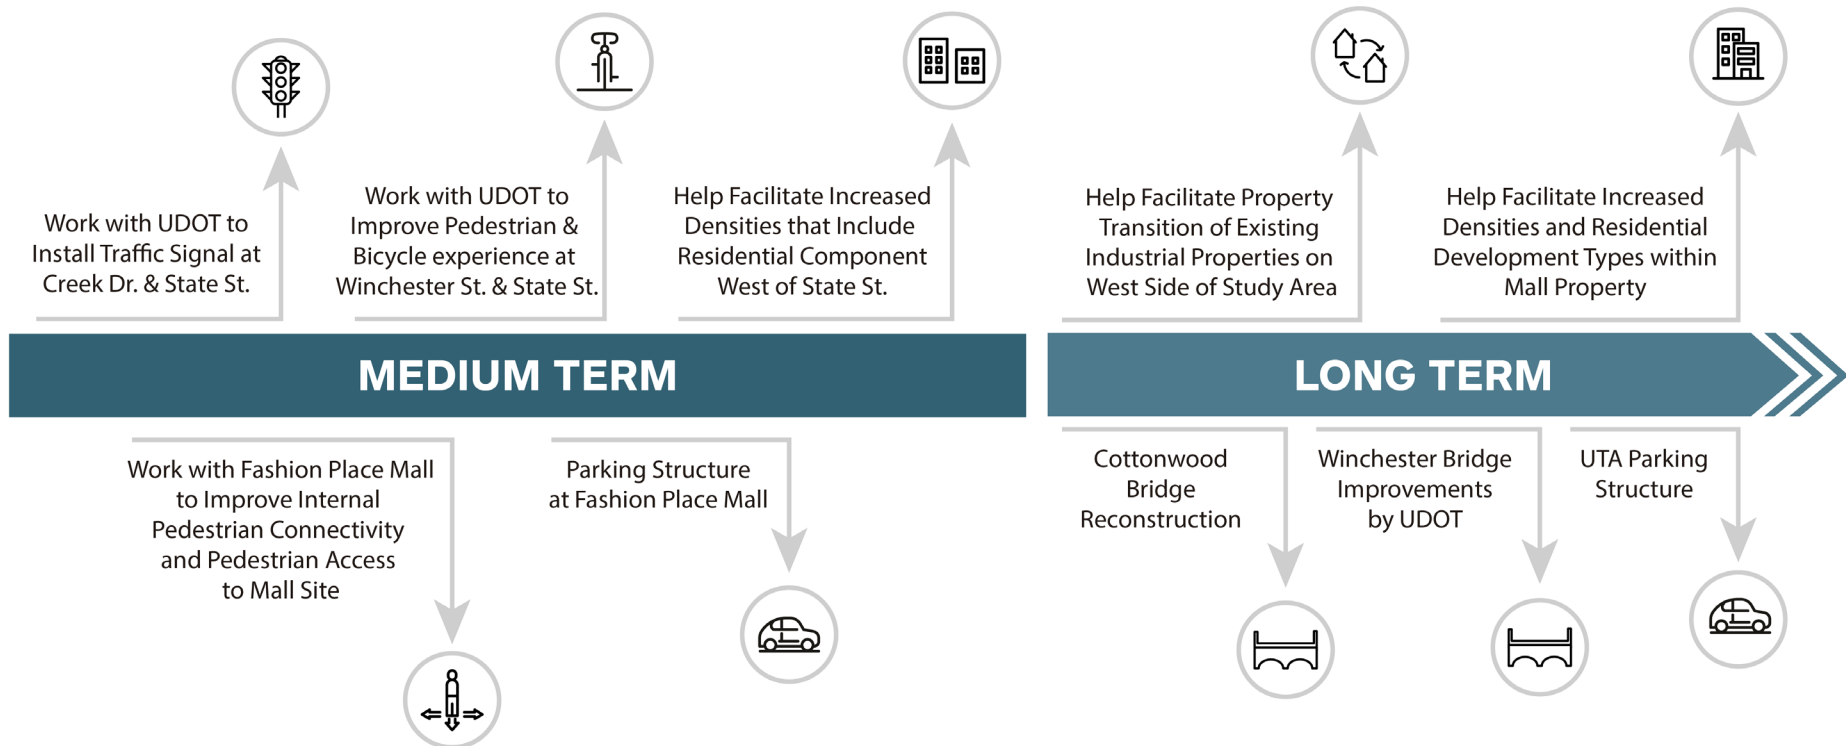 Work with UDOT to
Install Traffic Signal at
Creek Dr. & State St.
Work with UDOT to
Improve Pedestrian &
Bicycle experience at
Winchester St. & State St.
Help Facilitate Increased
Densities that Include
Residential Component
West of State St.
Help Facilitate Property
Transition of Existing
Industrial Properties on
West Side of Study Area
Help Facilitate Increased
Densities and Residential
Development Types within
Mall Property
MEDIUM TERM
LONG TERM
Work with Fashion Place Mall
to Improve Internal
Pedestrian Connectivity
and Pedestrian Access
to Mall Site
Parking Structure
at Fashion Place Mall
Cottonwood
Bridge
Reconstruction
Winchester Bridge
Improvements
by UDOT
UTA Parking
Structure